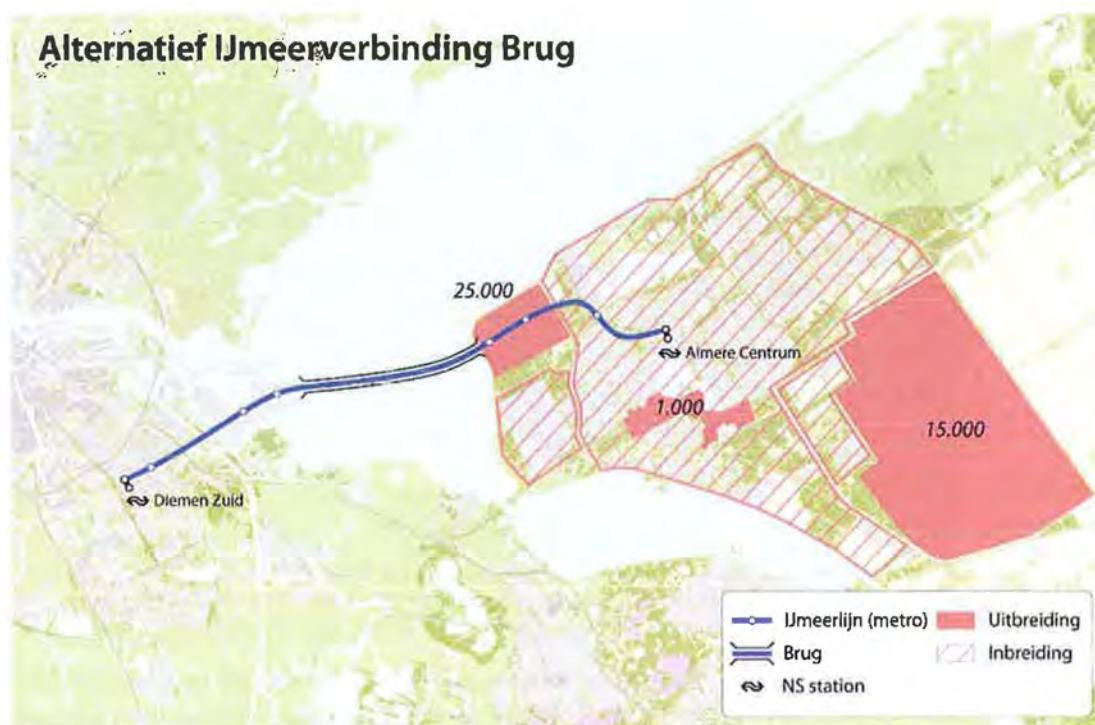 Alternatief IJmeerverbinding Brug
25.000
Almere Centrum
1.000
15.000
Diemen Zuid
IJmeerlijn (metro)
Uitbreiding
Brug
Inbreiding
NS station